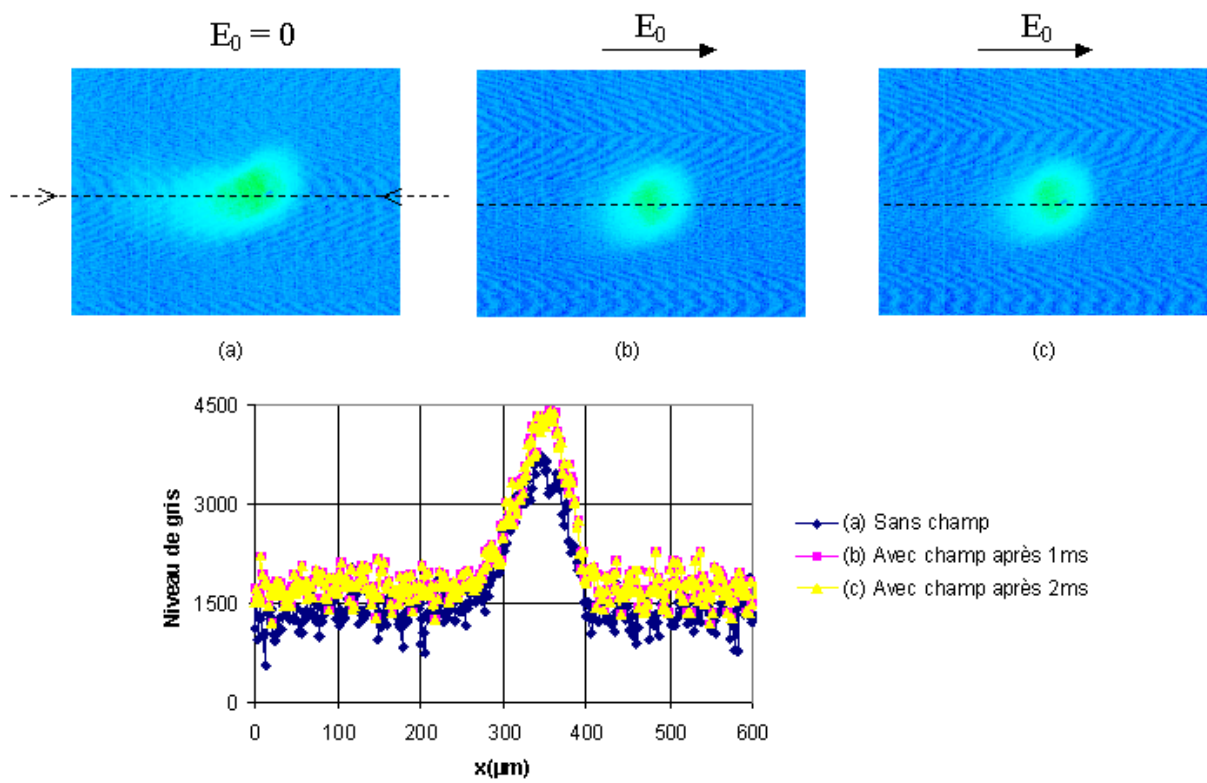 E₀ = 0
E₀
E₀
(a)
(b)
(c)
4500
3000
1500
0
Niveau de gris
0 100 200 300 400 500 600
x(µm)
(a) Sans champ
(b) Avec champ après 1ms
(c) Avec champ après 2ms